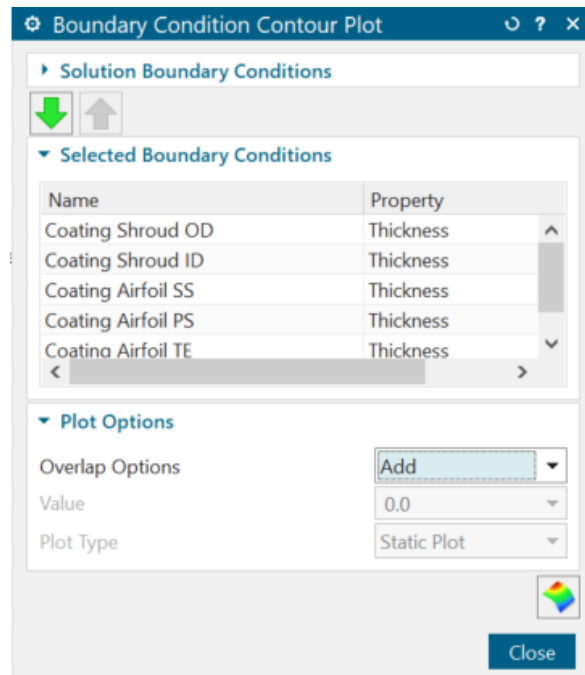 Boundary Condition Contour Plot ?
Solution Boundary Conditions
Selected Boundary Conditions
Name Property
Coating Shroud OD Thickness
Coating Shroud ID Thickness
Coating Airfoil SS Thickness
Coating Airfoil PS Thickness
Coating Airfoil TE Thickness
Plot Options
Overlap Options Add
Value 0.0
Plot Type Static Plot
Close